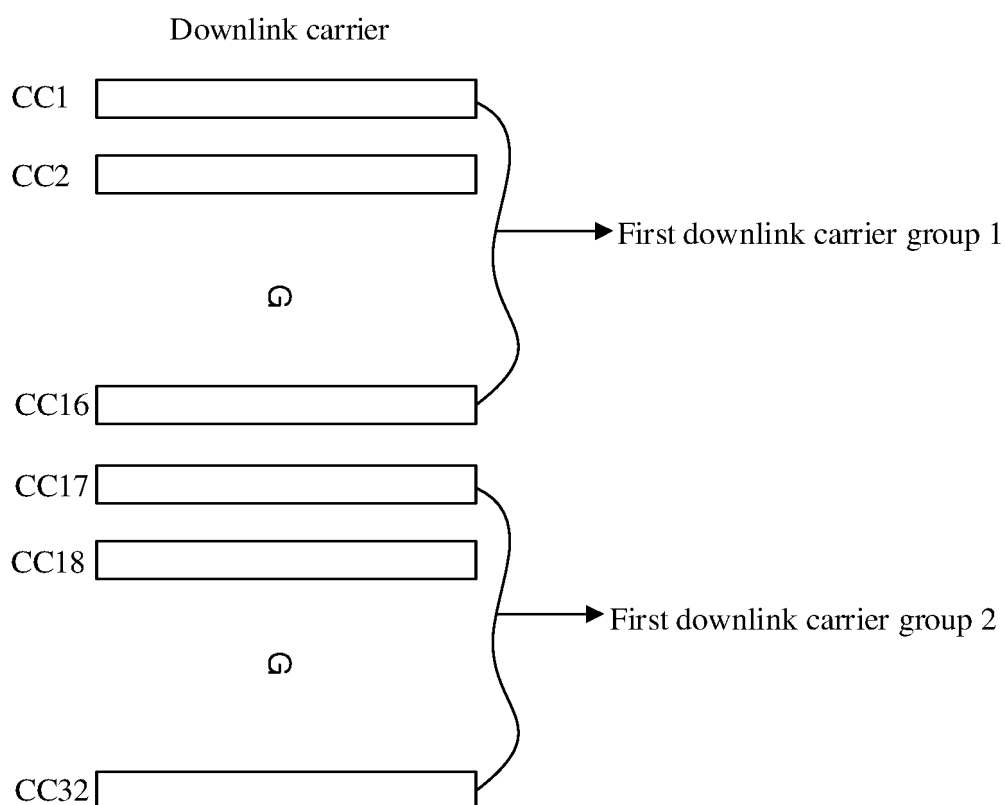 Downlink carrier
CC1
CC2
First downlink carrier group 1
G
CC16
CC17
CC18
First downlink carrier group 2
G
CC32